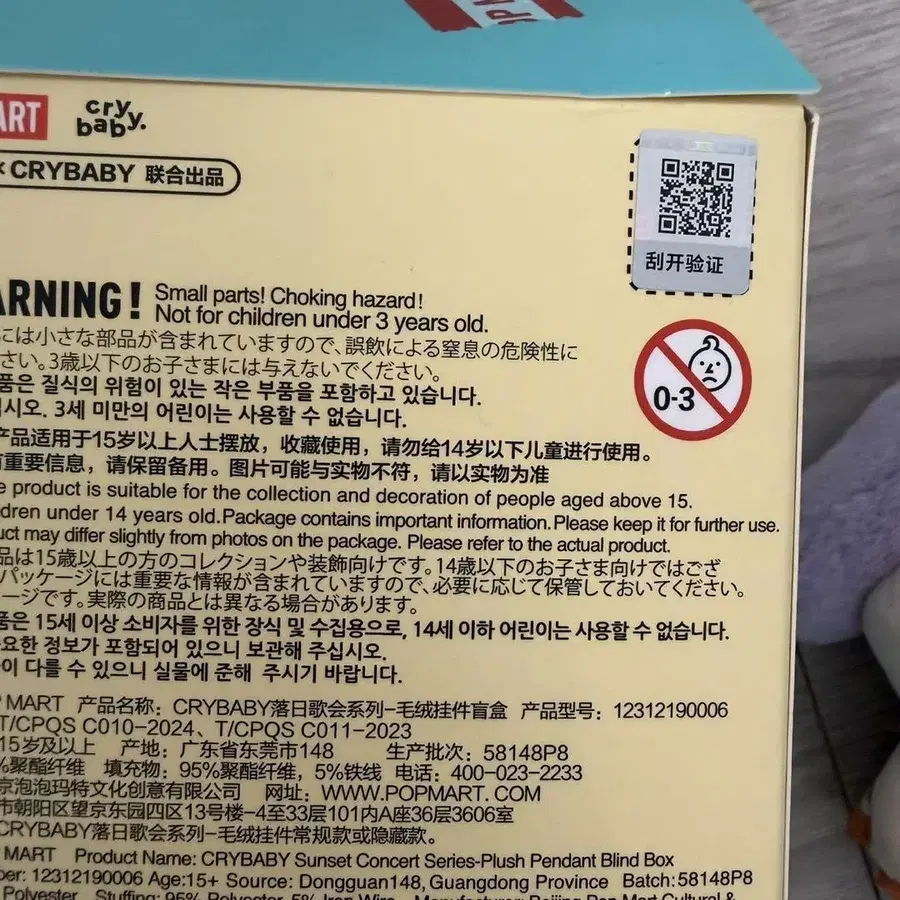 ART
cry
baby.
CRYBABY 联合出品
刮开验证
ARNING! Small parts! Choking hazard!
Not for children under 3 years old.
には小さな部品が含まれていますので、誤飲による窒息の危険性に
さい。3歳以下のお子さまには与えないでください。
품은 질식의 위험이 있는 작은 부품을 포함하고 있습니다.
십시오. 3세 미만의 어린이는 사용할 수 없습니다.
0-3
产品适用于15岁以上人士摆放，收藏使用，请勿给14岁以下儿童进行使用。
有重要信息，请保留备用。图片可能与实物不符，请以实物为准
e product is suitable for the collection and decoration of people aged above 15.
dren under 14 years old.Package contains important information.Please keep it for further use.
uct may differ slightly from photos on the package. Please refer to the actual product.
品は15歳以上の方のコレクションや装飾向けです。14歳以下のお子さま向けではござ
パッケージには重要な情報が含まれていますので、必要に応じて保管しておいてください。
ージです。実際の商品とは異なる場合があります。
품은 15세 이상 소비자를 위한 장식 및 수집용으로, 14세 이하 어린이는 사용할 수 없습니다.
요한 정보가 포함되어 있으니 보관해 주십시오.
이 다를 수 있으니 실물에 준해 주시기 바랍니다.
P MART 产品名称：CRYBABY落日歌会系列-毛绒挂件盲盒 产品型号：12312190006
T/CPQS C010-2024、T/CPQS C011-2023
15岁及以上 产地：广东省东莞市148 生产批次：58148P8
%聚酯纤维 填充物：95%聚酯纤维，5%铁线 电话：400-023-2233
京泡泡玛特文化创意有限公司 网址：WWW.POPMART.COM
市朝阳区望京东园四区13号楼-4至33层101内A座36层3606室
CRYBABY落日歌会系列-毛绒挂件常规款或隐藏款。
MART Product Name: CRYBABY Sunset Concert Series-Plush Pendant Blind Box
ber: 12312190006 Age:15+ Source: Dongguan148, Guangdong Province Batch:58148P8
Polyester Stuffing: 95% Polyester, 5% Iron Wire Manufacturer: Beijing Pop Mart Cultural &